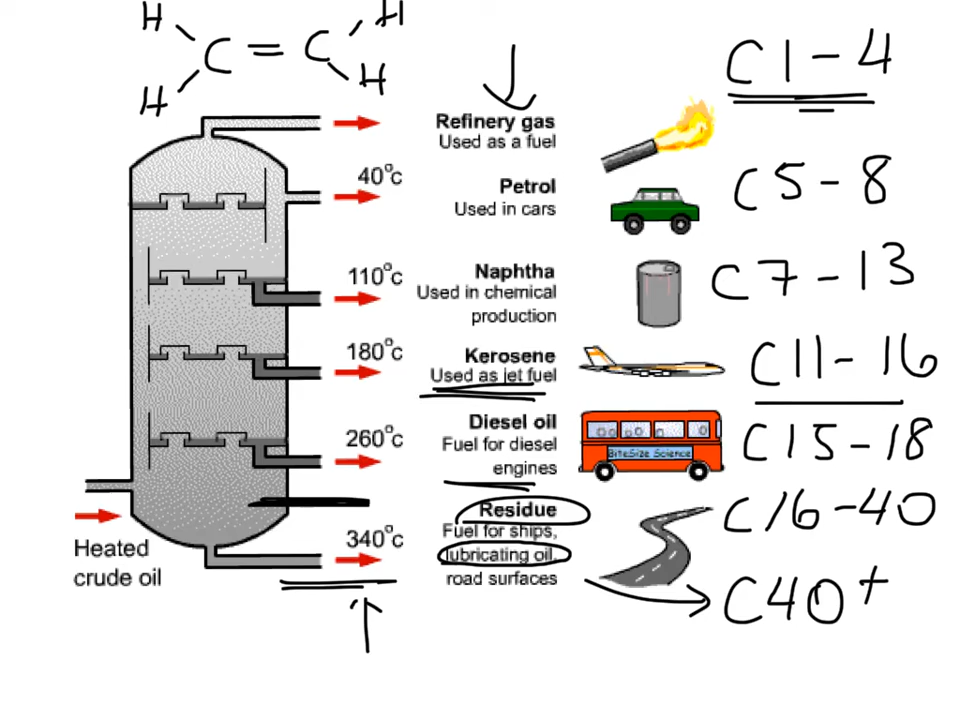 H H
C = C
H H
C1-4
Refinery gas
Used as a fuel
40°c
Petrol
Used in cars
C5-8
110°c
Naphtha
Used in chemical
production
C7-13
180°c
Kerosene
Used as jet fuel
C11-16
260°c
Diesel oil
Fuel for diesel
engines
BiteSize Science
C15-18
Heated
crude oil
340°c
Residue
Fuel for ships,
lubricating oil,
road surfaces
C16-40
C40+